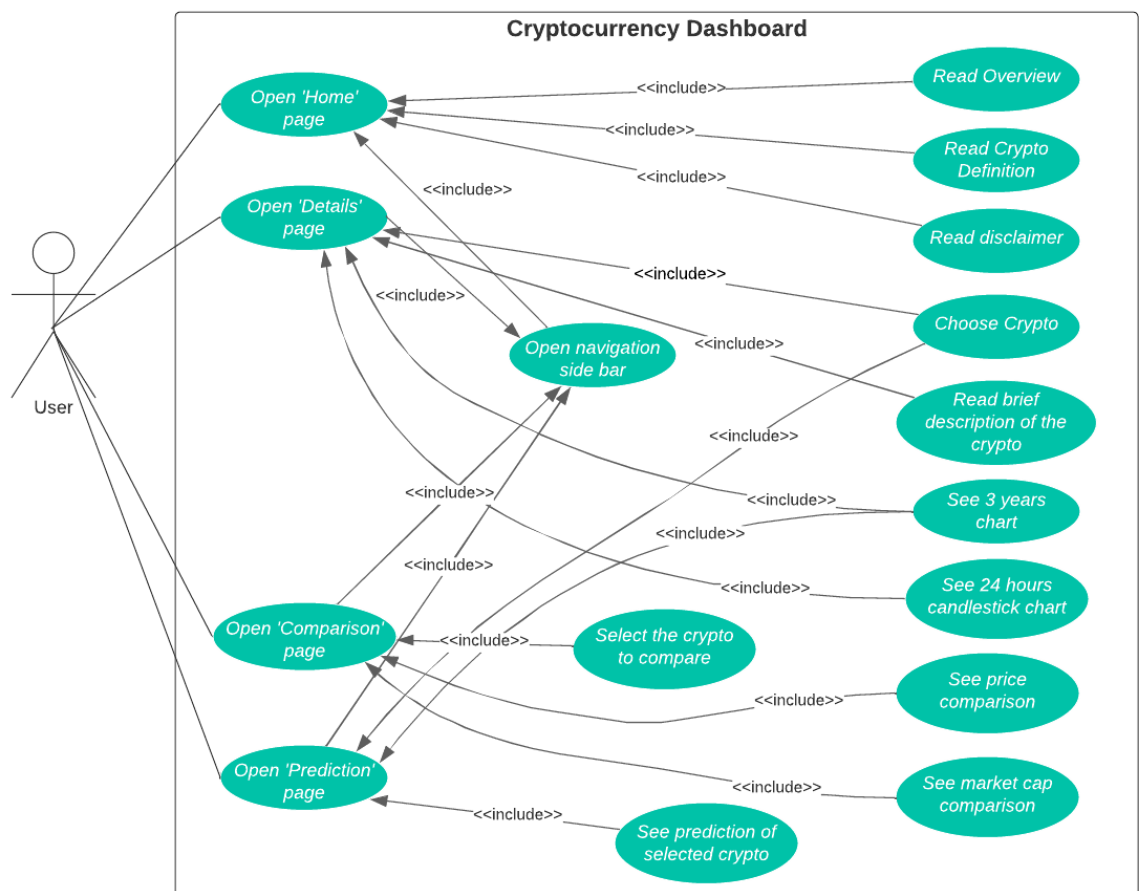 Cryptocurrency Dashboard
Open 'Home'
page
<<include>>
Read Overview
<<include>>
Read Crypto
Definition
<<include>>
<<include>>
Open 'Details'
page
Read disclaimer
<<include>>
<<include>>
Choose Crypto
<<include>>
Open navigation
side bar
User
Read brief
description of the
crypto
<<include>>
<<include>>
<<include>>
See 3 years
chart
<<include>>
<<include>>
<<include>>
See 24 hours
candlestick chart
Open 'Comparison'
page
<<include>>
Select the crypto
to compare
<<include>>
See price
comparison
Open 'Prediction'
page
<<include>>
See market cap
comparison
<<include>>
See prediction of
selected crypto